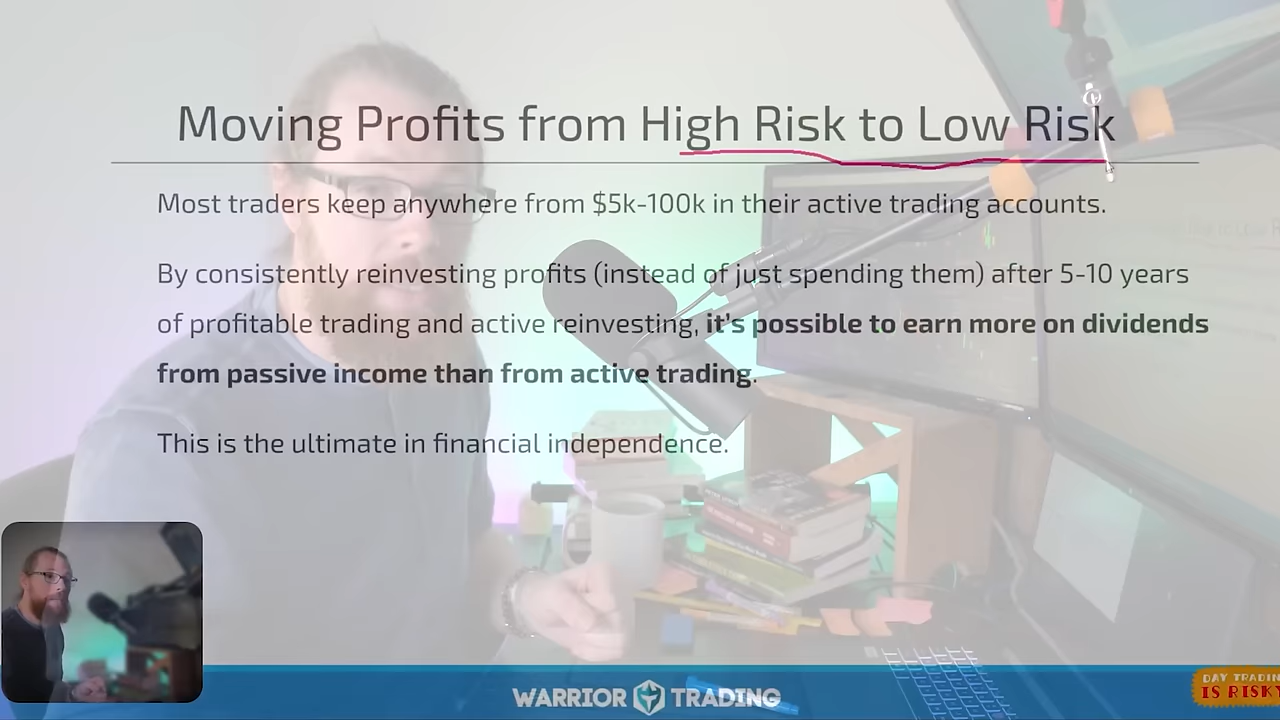 Moving Profits from High Risk to Low Risk
Most traders keep anywhere from $5k-100k in their active trading accounts.
By consistently reinvesting profits (instead of just spending them) after 5-10 years
of profitable trading and active reinvesting, it's possible to earn more on dividends
from passive income than from active trading.
This is the ultimate in financial independence.
WARRIOR TRADING
DAY TRADIN
IS RISKY